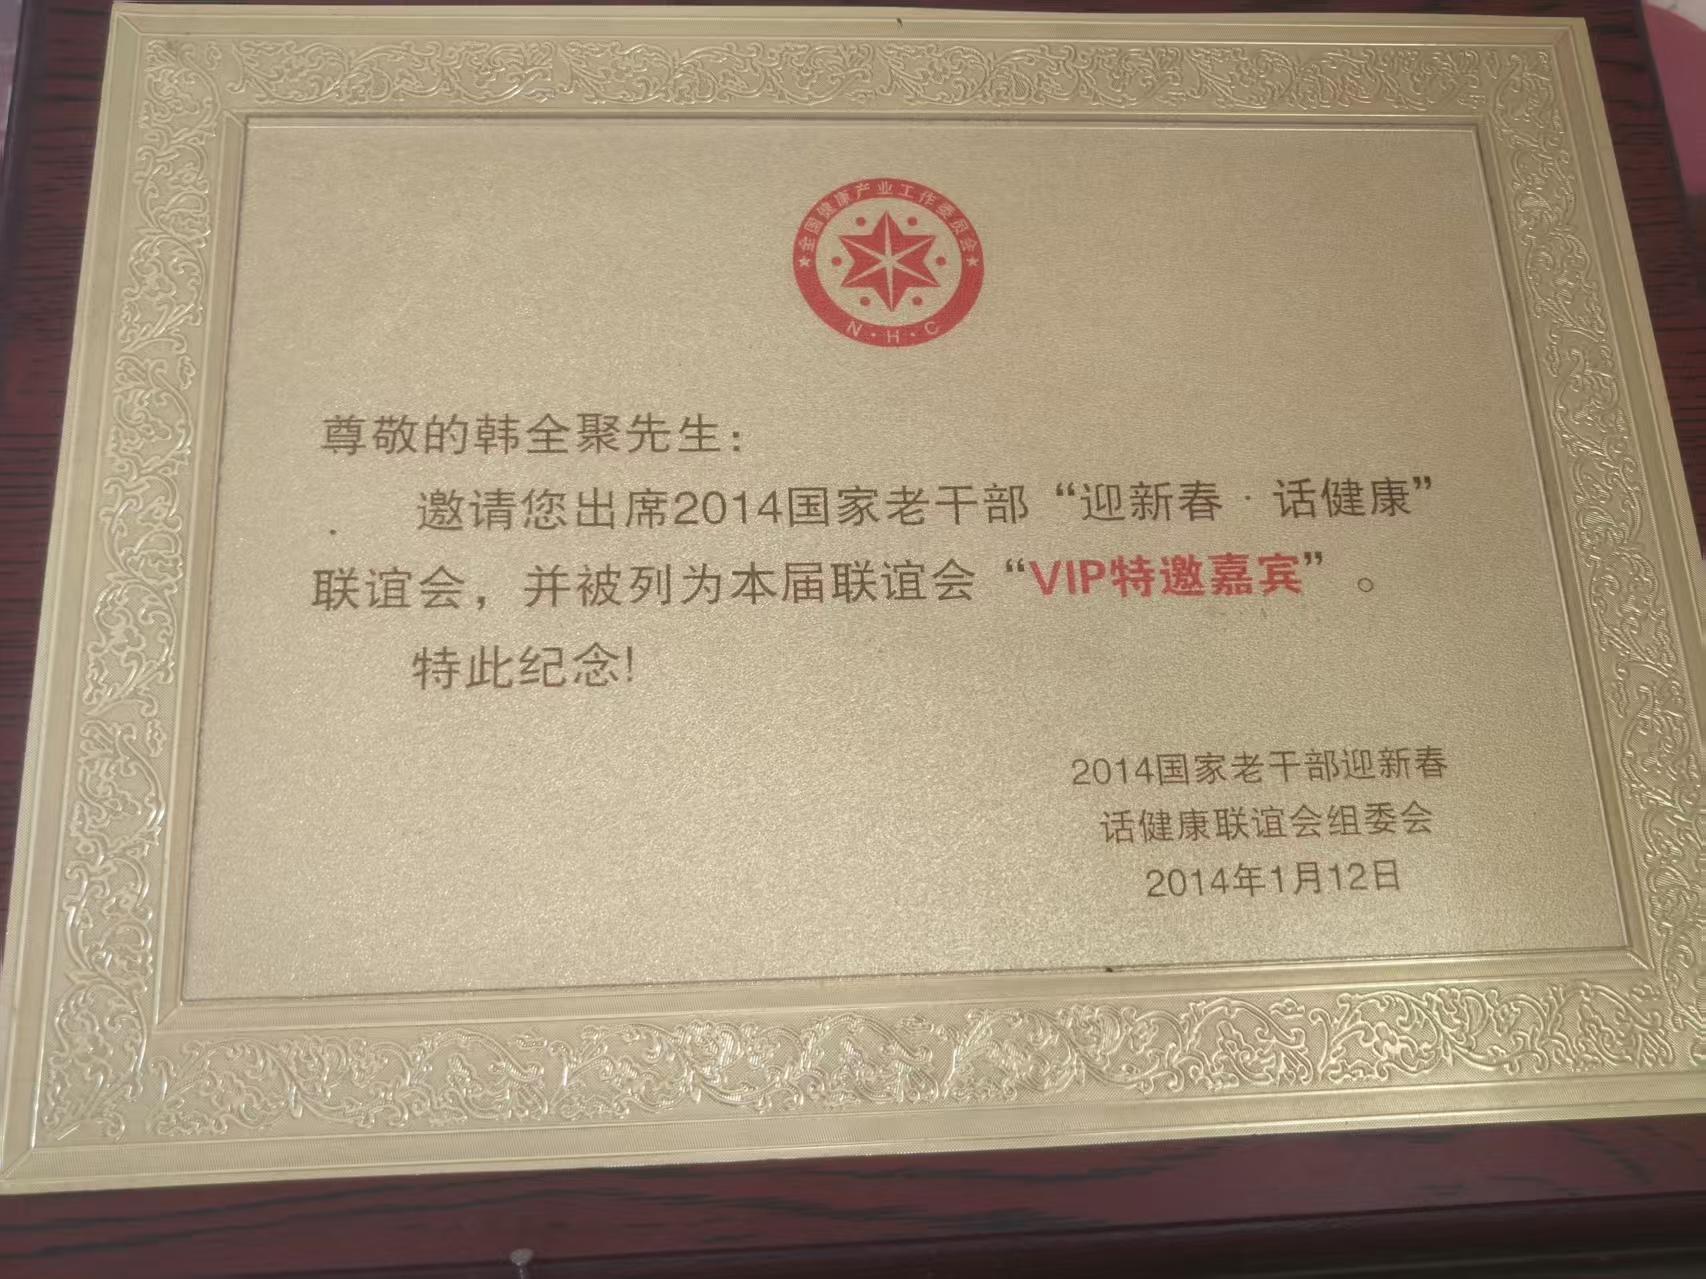 全国健康产业工作委员会
N·H·C
尊敬的韩全聚先生：
邀请您出席2014国家老干部“迎新春·话健康”
联谊会，并被列为本届联谊会“VIP特邀嘉宾”。
特此纪念!
2014国家老干部迎新春
话健康联谊会组委会
2014年1月12日